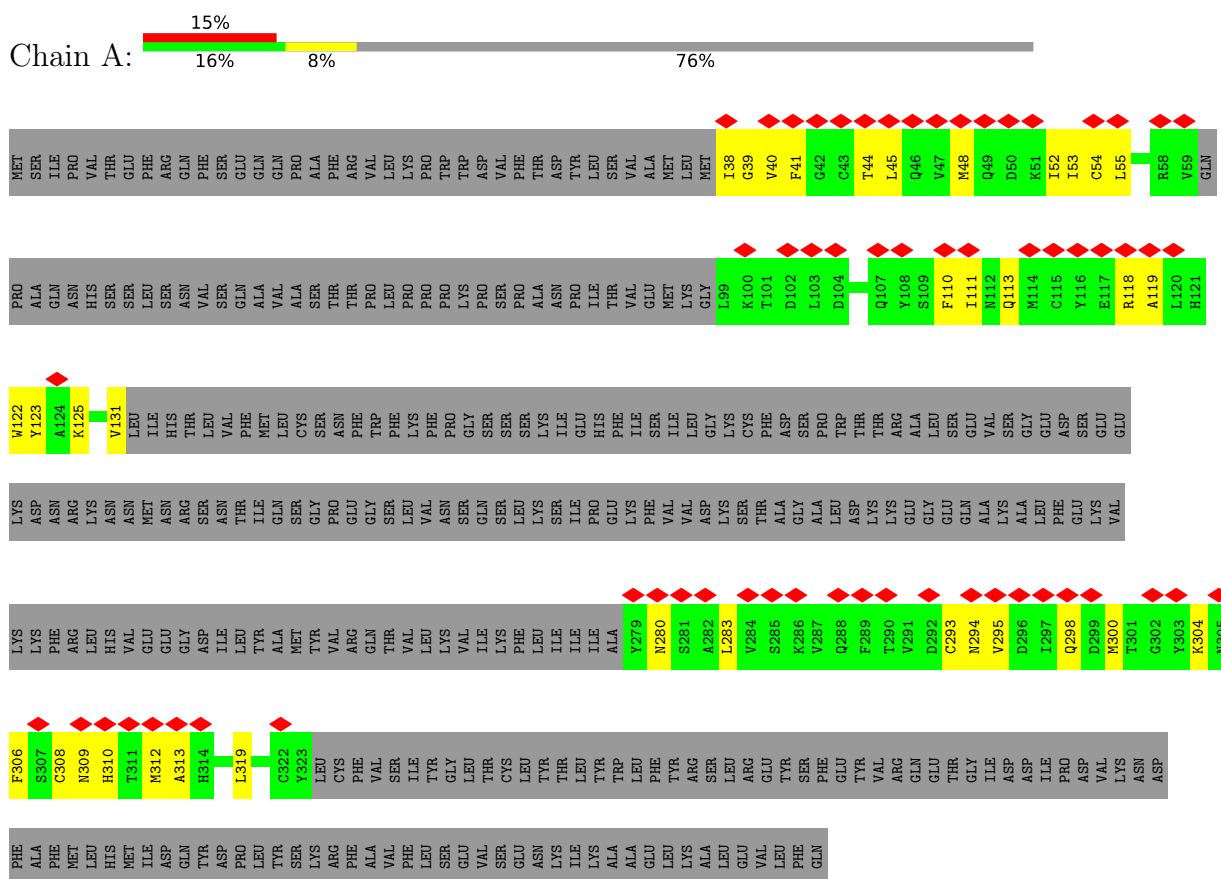 15%
Chain A:
16% 8% 76%
MET SER ILE PRO VAL THR GLU PHE ARG GLN PHE SER GLU GLN GLN PRO ALA PHE ARG VAL LEU LYS PRO TRP TRP ASP VAL PHE THR ASP TYR LEU SER VAL ALA MET LEU MET I38 G39 V40 F41 G42 C43 T44 L45 Q46 V47 M48 Q49 D50 K51 I52 I53 C54 L55 R58 V59 GLN
PRO ALA GLN ASN HIS SER SER LEU SER ASN VAL SER GLN ALA VAL ALA SER THR THR PRO LEU PRO PRO PRO LYS PRO SER PRO ALA ASN PRO ILE THR VAL GLU MET LYS GLY L99 K100 T101 D102 L103 D104 Q107 Y108 S109 F110 I111 N112 Q113 M114 C115 Y116 E117 R118 A119 L120 H121
W122 Y123 A124 K125 V131 LEU ILE HIS THR LEU VAL PHE MET LEU CYS SER ASN PHE TRP PHE LYS PHE PRO GLY SER SER SER LYS ILE GLU HIS PHE ILE SER ILE LEU GLY LYS CYS PHE ASP SER PRO TRP THR THR ARG ALA LEU SER GLU VAL SER GLY GLU ASP SER GLU GLU
LYS ASP ASN ARG LYS ASN ASN MET ASN ARG SER ASN THR ILE GLN SER GLY PRO GLU GLY SER LEU VAL ASN SER GLN SER LEU LYS SER ILE PRO GLU LYS PHE VAL VAL ASP LYS SER THR ALA GLY ALA LEU ASP LYS LYS GLU GLY GLU GLN ALA LYS ALA LEU PHE GLU LYS VAL
LYS LYS PHE ARG LEU HIS VAL GLU GLU GLY ASP ILE LEU TYR ALA MET TYR VAL ARG GLN THR VAL LEU LYS VAL ILE LYS PHE LEU ILE ILE ILE ALA Y279 N280 S281 A282 L283 V284 S285 K286 V287 Q288 F289 T290 V291 D292 C293 N294 V295 D296 I297 Q298 D299 M300 T301 G302 Y303 K304 N305
F306 S307 C308 N309 H310 T311 M312 A313 H314 L319 C322 Y323 LEU CYS PHE VAL SER ILE TYR GLY LEU THR CYS LEU TYR THR LEU TYR TRP LEU PHE TYR ARG SER LEU ARG GLU TYR SER PHE GLU TYR VAL ARG GLN GLU THR GLY ILE ASP ASP ILE PRO ASP VAL LYS ASN ASP
PHE ALA PHE MET LEU HIS MET ILE ASP GLN TYR ASP PRO LEU TYR SER LYS ARG PHE ALA VAL PHE LEU SER GLU VAL SER GLU ASN LYS ILE LYS ALA ALA GLU LEU LYS ALA LEU GLU VAL LEU PHE GLN